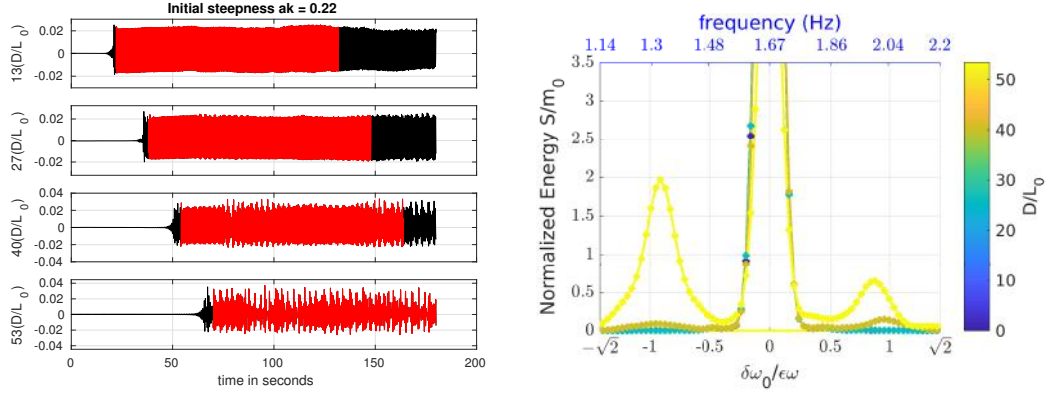 Initial steepness ak = 0.22
0.02
0
-0.02
13(D/L0)
0.02
0
-0.02
27(D/L0)
0.04
0.02
0
-0.02
-0.04
40(D/L0)
0.04
0.02
0
-0.02
-0.04
53(D/L0)
0 50 100 150 200
time in seconds
frequency (Hz)
1.14 1.3 1.48 1.67 1.86 2.04 2.2
3.5
3
2.5
2
1.5
1
0.5
0
Normalized Energy S/m0
−√2 -1 -0.5 0 0.5 1 √2
δω0/ϵω
50
40
30
20
10
0
D/L0